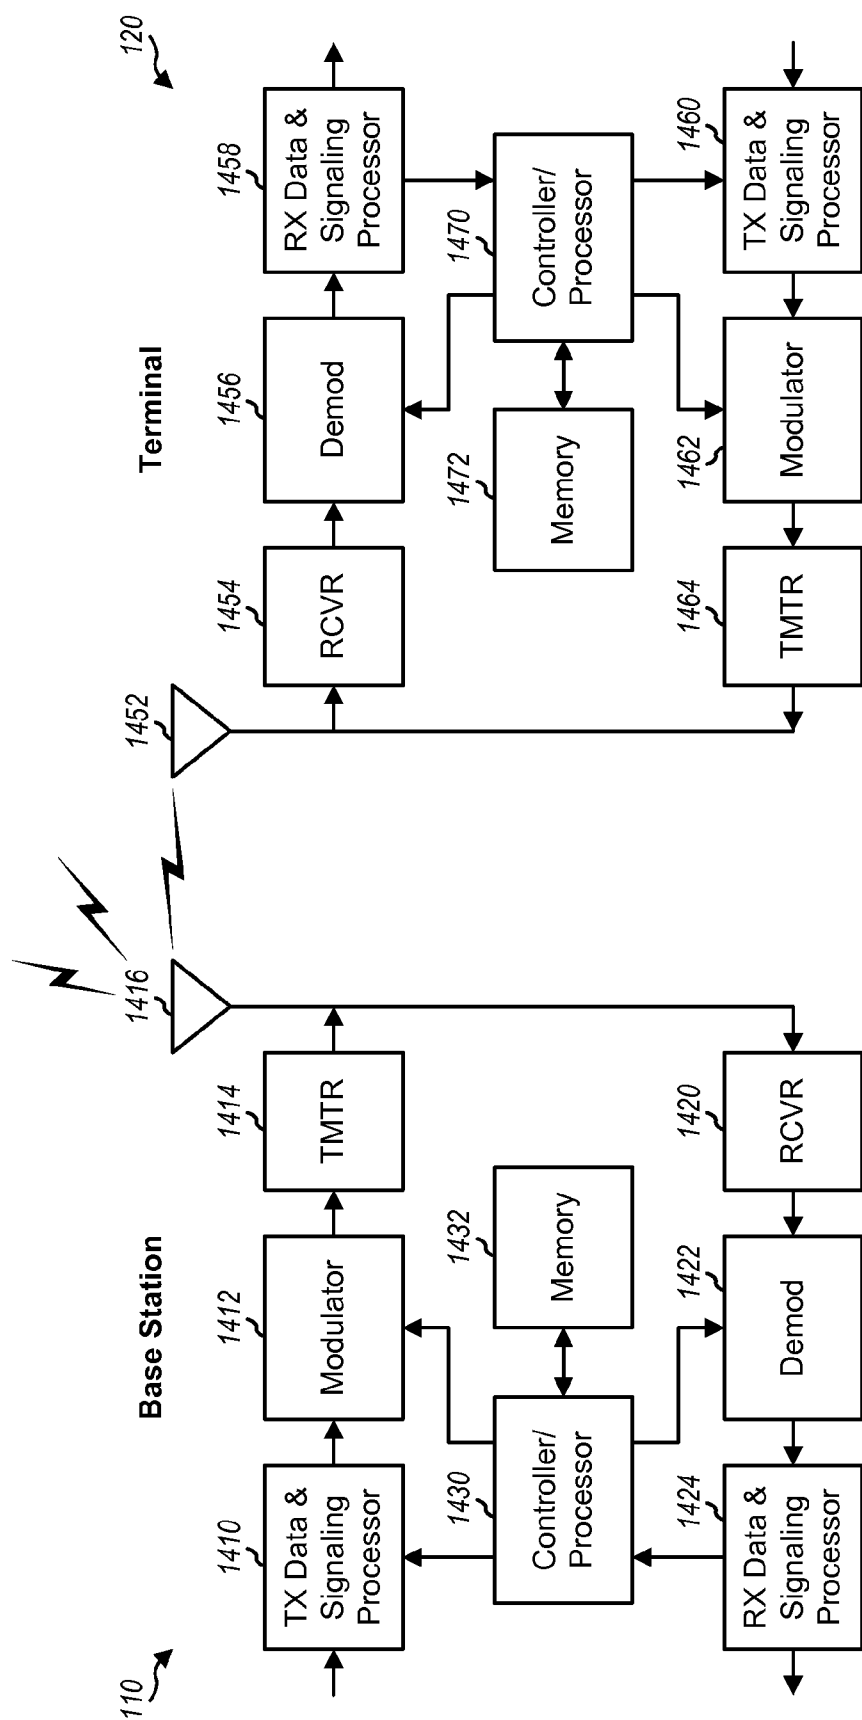 110
Base Station
Terminal
120
1410
TX Data &
Signaling
Processor
1412
Modulator
1414
TMTR
1416
1452
1454
RCVR
1456
Demod
1458
RX Data &
Signaling
Processor
1430
Controller/
Processor
1432
Memory
1472
Memory
1470
Controller/
Processor
1424
RX Data &
Signaling
Processor
1422
Demod
1420
RCVR
1464
TMTR
1462
Modulator
1460
TX Data &
Signaling
Processor